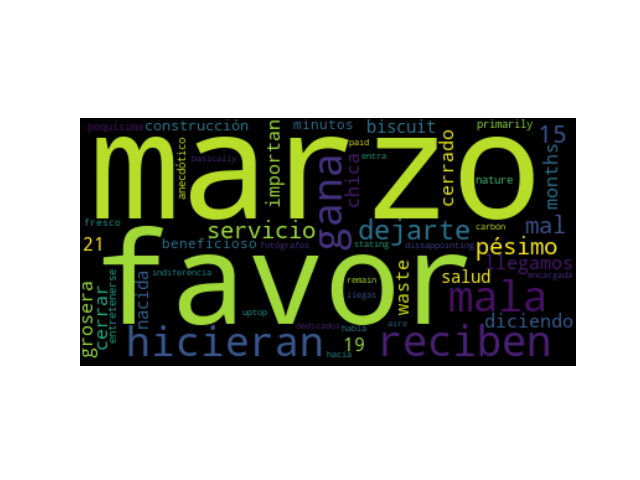 poquísima construcción minutos biscuit primarily 15
marzo
anecdótico basically importan gana chica paid entra cerrado nature months
fresco servicio dejarte carbón mal
21 beneficioso fotógrafos stating dissappointing pésimo
favor
grosera cerrar entretenerse nacida indiferencia remain llegas waste salud llegamos encargada
uptop mala
dedicados habla aire diciendo
hicieran 19 hacia reciben